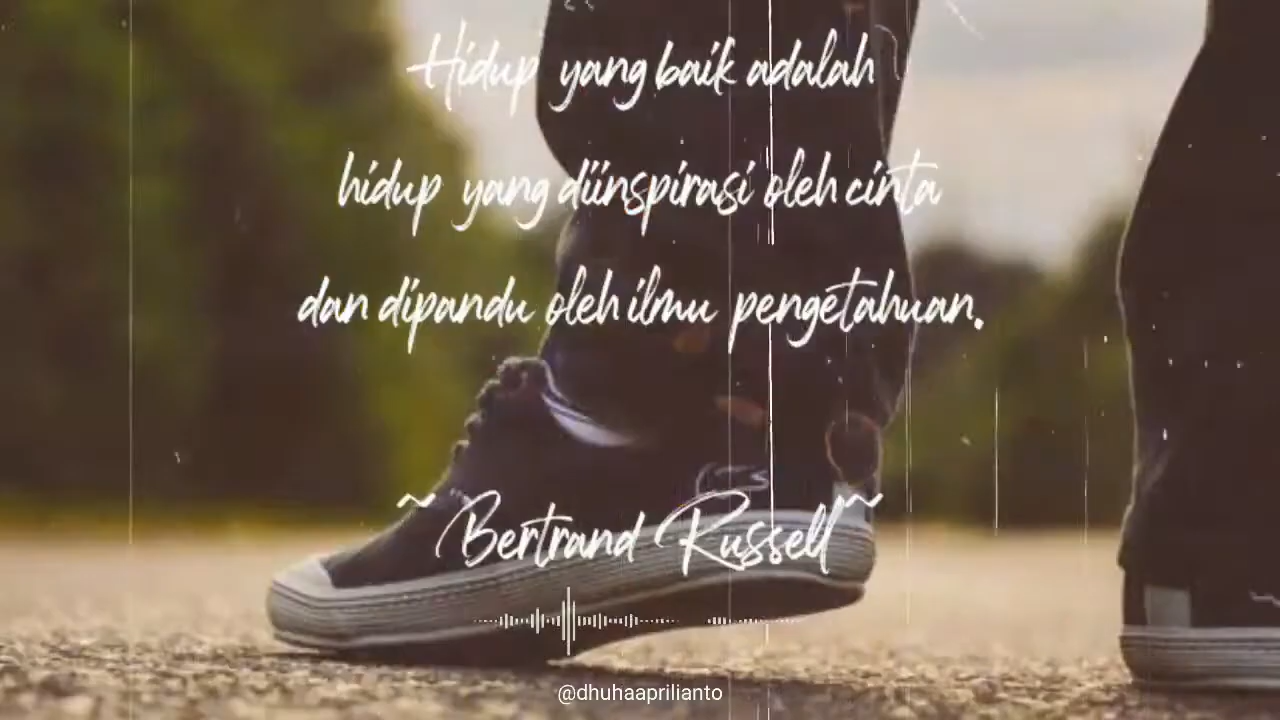 Hidup yang baik adalah
hidup yang diinspirasi oleh cinta
dan dipandu oleh ilmu pengetahuan.
~Bertrand Russell~
@dhuhaaprilianto